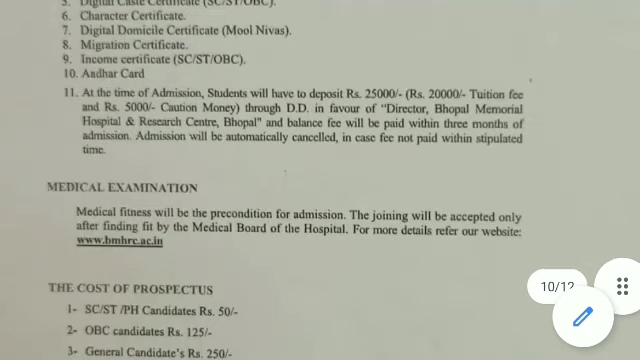 5. Digital Caste Certificate (SC/ST/OBC).
6. Character Certificate.
7. Digital Domicile Certificate (Mool Nivas).
8. Migration Certificate.
9. Income certificate (SC/ST/OBC).
10. Aadhar Card
11. At the time of Admission, Students will have to deposit Rs. 25000/- (Rs. 20000/- Tuition fee
and Rs. 5000/- Caution Money) through D.D. in favour of "Director, Bhopal Memorial
Hospital & Research Centre, Bhopal" and balance fee will be paid within three months of
admission. Admission will be automatically cancelled, in case fee not paid within stipulated
time.
MEDICAL EXAMINATION
Medical fitness will be the precondition for admission. The joining will be accepted only
after finding fit by the Medical Board of the Hospital. For more details refer our website:
www.bmhrc.ac.in
THE COST OF PROSPECTUS
10/12
1- SC/ST /PH Candidates Rs. 50/-
2- OBC candidates Rs. 125/-
3- General Candidate's Rs. 250/-